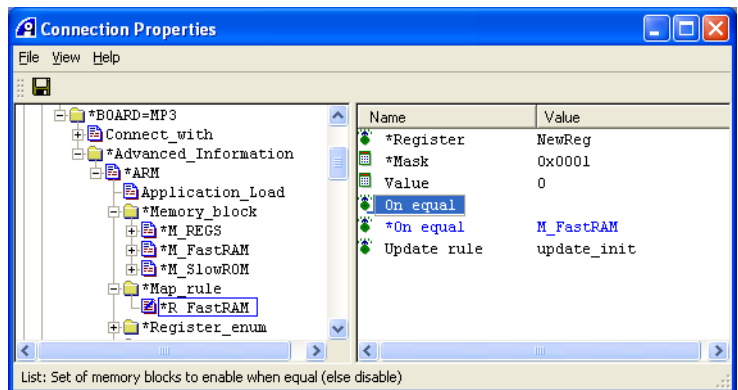 Connection Properties
File View Help
*BOARD=MP3
Connect_with
*Advanced_Information
*ARM
Application_Load
*Memory_block
*M_REGS
*M_FastRAM
*M_SlowROM
*Map_rule
*R_FastRAM
*Register_enum
Name Value
*Register NewReg
*Mask 0x0001
Value 0
On equal
*On equal M_FastRAM
Update rule update_init
List: Set of memory blocks to enable when equal (else disable)